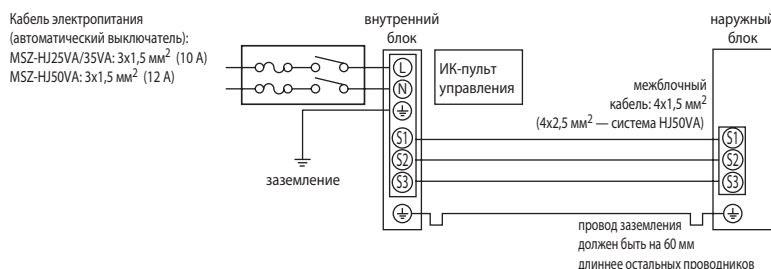 Кабель электропитания
(автоматический выключатель):
MSZ-HJ25VA/35VA: 3x1,5 мм² (10 А)
MSZ-HJ50VA: 3x1,5 мм² (12 А)
внутренний
блок
наружный
блок
L
N
ИК-пульт
управления
межблочный
кабель: 4x1,5 мм²
(4x2,5 мм² — система HJ50VA)
S1
S2
S3
S1
S2
S3
заземление
провод заземления
должен быть на 60 мм
длиннее остальных проводников